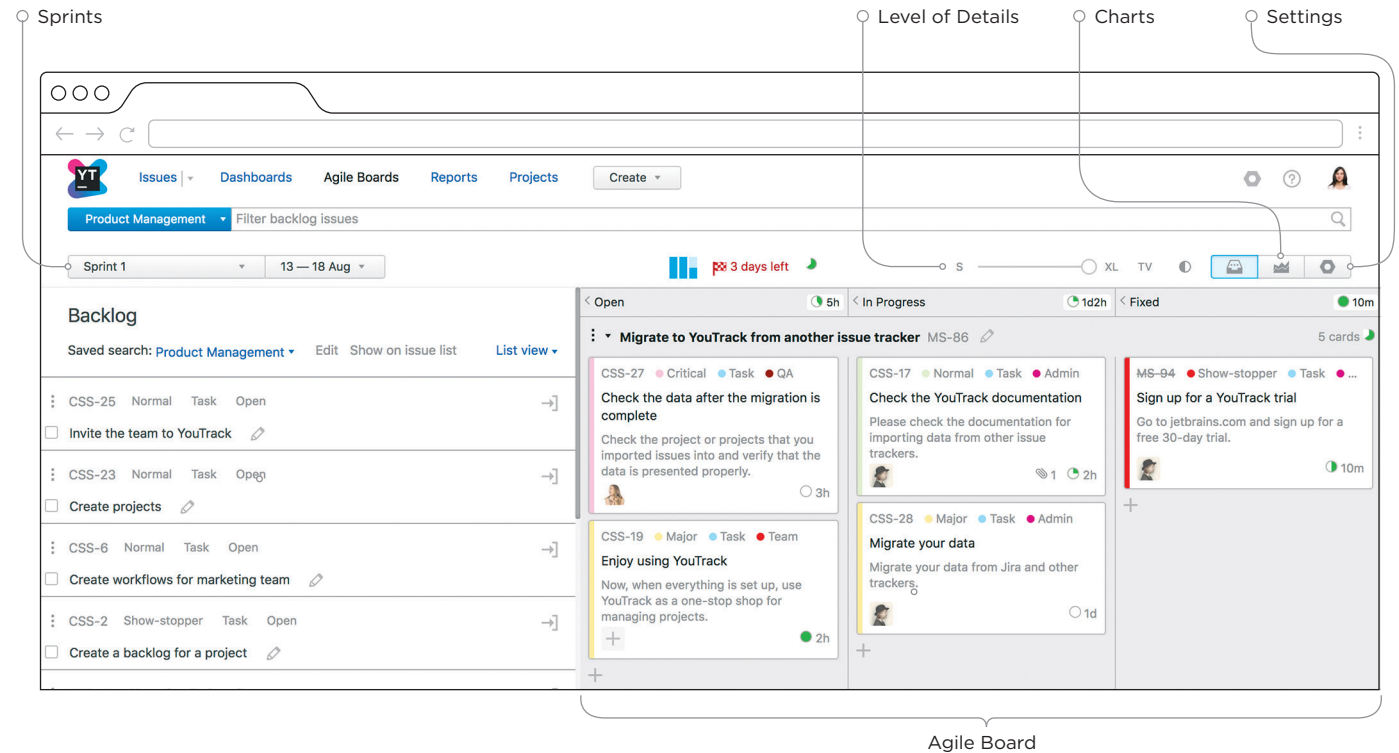 Sprints
Level of Details
Charts
Settings
YT
Issues
Dashboards
Agile Boards
Reports
Projects
Create
Product Management
Filter backlog issues
Sprint 1
13 — 18 Aug
3 days left
S
XL
TV
Backlog
Saved search: Product Management
Edit
Show on issue list
List view
CSS-25 Normal Task Open
Invite the team to YouTrack
CSS-23 Normal Task Open
Create projects
CSS-6 Normal Task Open
Create workflows for marketing team
CSS-2 Show-stopper Task Open
Create a backlog for a project
Open
5h
In Progress
1d2h
Fixed
10m
Migrate to YouTrack from another issue tracker MS-86
5 cards
CSS-27 Critical Task QA
Check the data after the migration is
complete
Check the project or projects that you
imported issues into and verify that the
data is presented properly.
3h
CSS-19 Major Task Team
Enjoy using YouTrack
Now, when everything is set up, use
YouTrack as a one-stop shop for
managing projects.
2h
CSS-17 Normal Task Admin
Check the YouTrack documentation
Please check the documentation for
importing data from other issue
trackers.
1
2h
CSS-28 Major Task Admin
Migrate your data
Migrate your data from Jira and other
trackers.
1d
MS-94 Show-stopper Task ...
Sign up for a YouTrack trial
Go to jetbrains.com and sign up for a
free 30-day trial.
10m
Agile Board